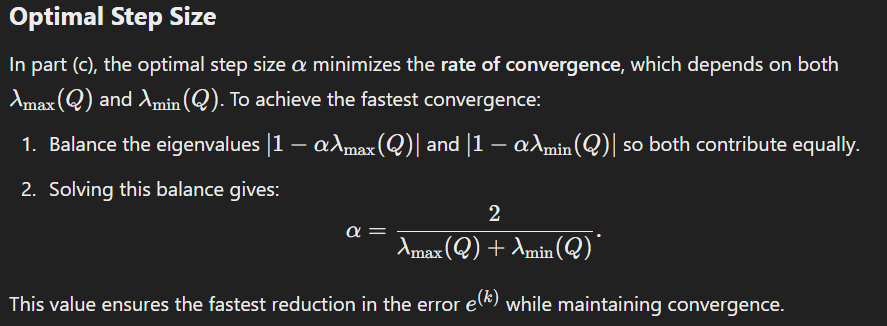 Optimal Step Size
In part (c), the optimal step size α minimizes the rate of convergence, which depends on both
λmax(Q) and λmin(Q). To achieve the fastest convergence:
1. Balance the eigenvalues |1 − αλmax(Q)| and |1 − αλmin(Q)| so both contribute equally.
2. Solving this balance gives:
α = 2 / (λmax(Q) + λmin(Q)).
This value ensures the fastest reduction in the error e^(k) while maintaining convergence.